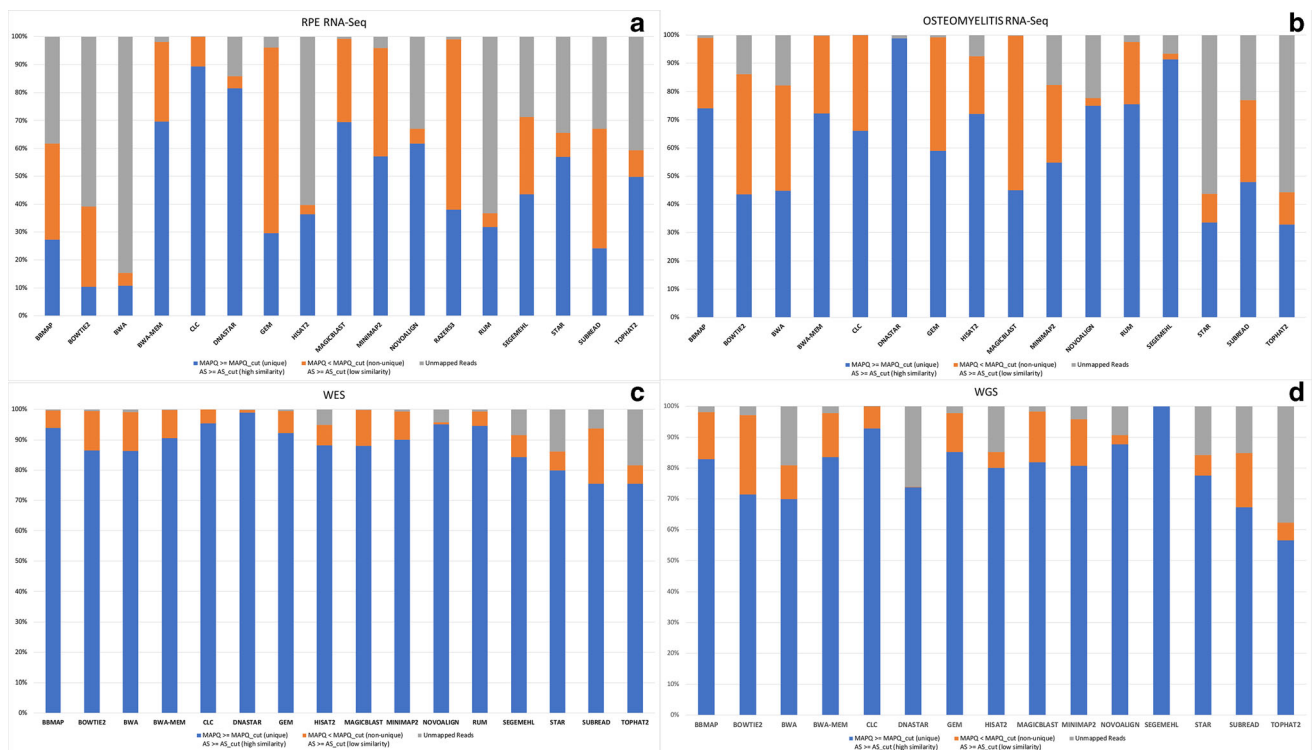 RPE RNA-Seq
a
100%
90%
80%
70%
60%
50%
40%
30%
20%
10%
0%
BBMAP
BOWTIE2
BWA
BWA-MEM
CLC
DNASTAR
GEM
HISAT2
MAGICBLAST
MINIMAP2
NOVOALIGN
RAZERS3
RUM
SEGEMEHL
STAR
SUBREAD
TOPHAT2
MAPQ >= MAPQ_cut (unique) MAPQ < MAPQ_cut (non-unique) Unmapped Reads
AS >= AS_cut (high similarity) AS >= AS_cut (low similarity)
OSTEOMYELITIS RNA-Seq
b
100%
90%
80%
70%
60%
50%
40%
30%
20%
10%
0%
BBMAP
BOWTIE2
BWA
BWA-MEM
CLC
DNASTAR
GEM
HISAT2
MAGICBLAST
MINIMAP2
NOVOALIGN
RUM
SEGEMEHL
STAR
SUBREAD
TOPHAT2
MAPQ >= MAPQ_cut (unique) MAPQ < MAPQ_cut (non-unique) Unmapped Reads
AS >= AS_cut (high similarity) AS >= AS_cut (low similarity)
WES
c
100%
90%
80%
70%
60%
50%
40%
30%
20%
10%
0%
BBMAP BOWTIE2 BWA BWA-MEM CLC DNASTAR GEM HISAT2 MAGICBLAST MINIMAP2 NOVOALIGN RUM SEGEMEHL STAR SUBREAD TOPHAT2
MAPQ >= MAPQ_cut (unique) MAPQ < MAPQ_cut (non-unique) Unmapped Reads
AS >= AS_cut (high similarity) AS >= AS_cut (low similarity)
WGS
d
100%
90%
80%
70%
60%
50%
40%
30%
20%
10%
0%
BBMAP BOWTIE2 BWA BWA-MEM CLC DNASTAR GEM HISAT2 MAGICBLAST MINIMAP2 NOVOALIGN SEGEMEHL STAR SUBREAD TOPHAT2
MAPQ >= MAPQ_cut (unique) MAPQ < MAPQ_cut (non-unique) Unmapped Reads
AS >= AS_cut (high similarity) AS >= AS_cut (low similarity)